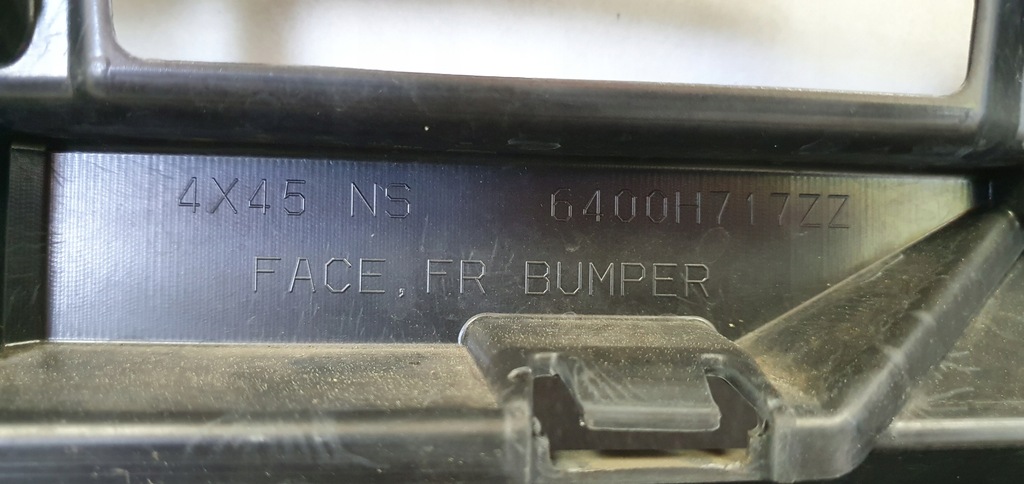 4X45 NS 6400H717ZZ
FACE, FR BUMPER